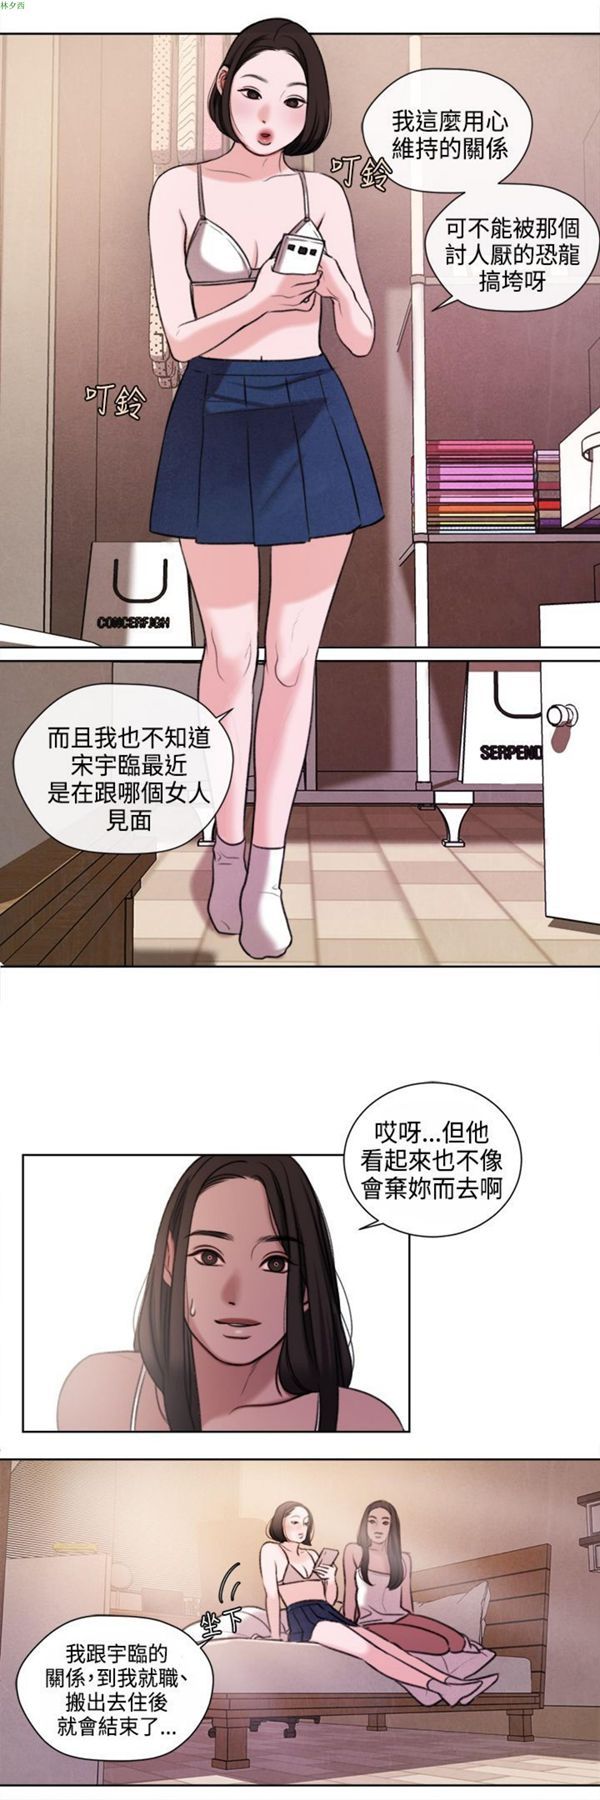 林夕西
我這麼用心
維持的關係
叮鈴
可不能被那個
討人厭的恐龍
搞垮呀
叮鈴
CONCERFIGH
而且我也不知道
宋宇臨最近
是在跟哪個女人
見面
SERPEND
哎呀...但他
看起來也不像
會棄妳而去啊
坐下
我跟宇臨的
關係，到我就職、
搬出去住後
就會結束了...